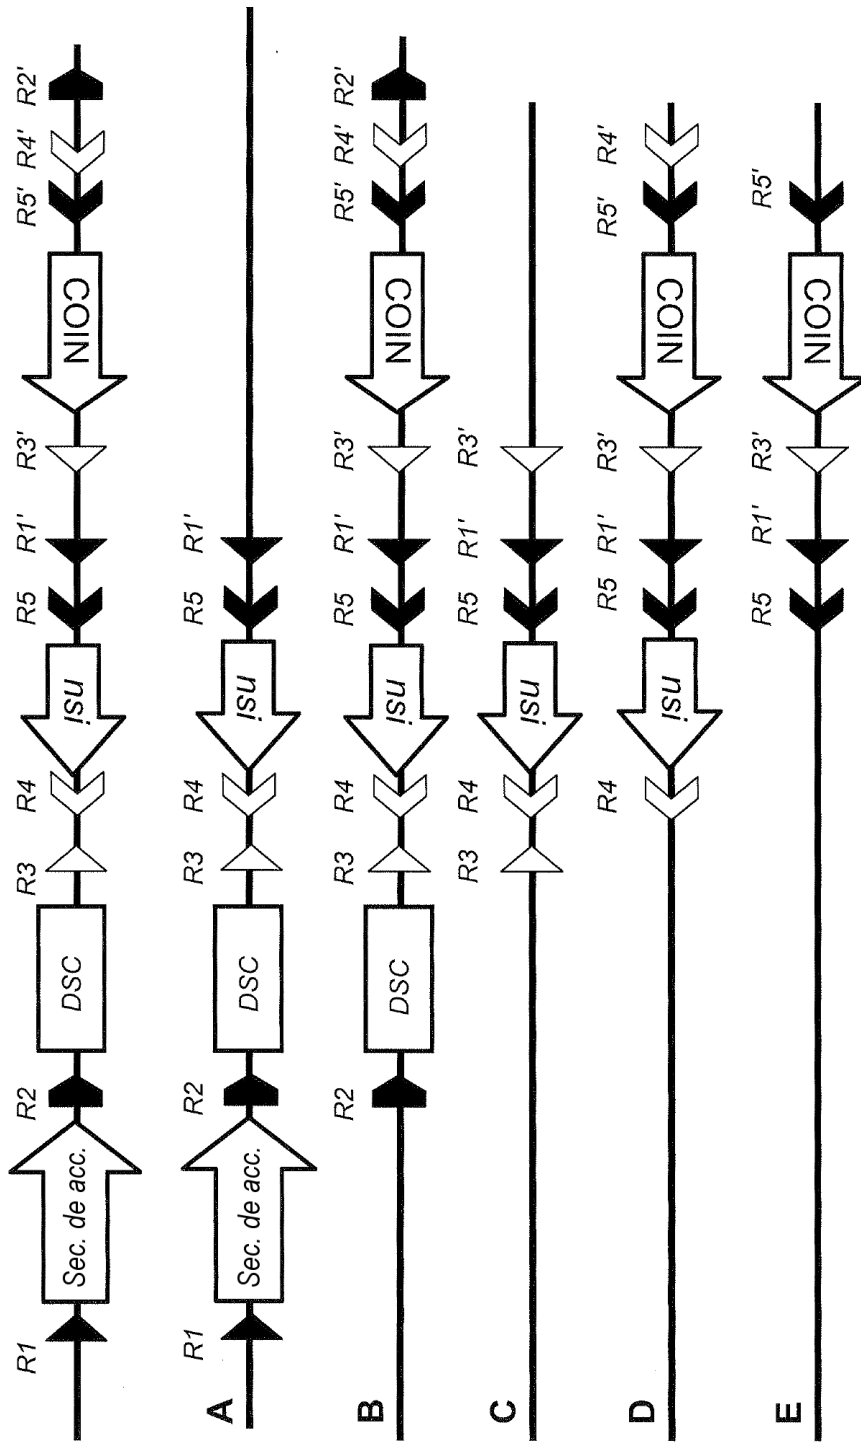 R1 R2 R3 R4 R5 R1' R3' R5' R4' R2'
Sec. de acc. DSC nsi COIN
A
R1 R2 R3 R4 R5 R1'
Sec. de acc. DSC nsi
B
R2 R3 R4 R5 R1' R3' R5' R4' R2'
DSC nsi COIN
C
R3 R4 R5 R1' R3'
nsi
D
R4 R5 R1' R3' R5' R4'
nsi COIN
E
R5 R1' R3' R5'
COIN